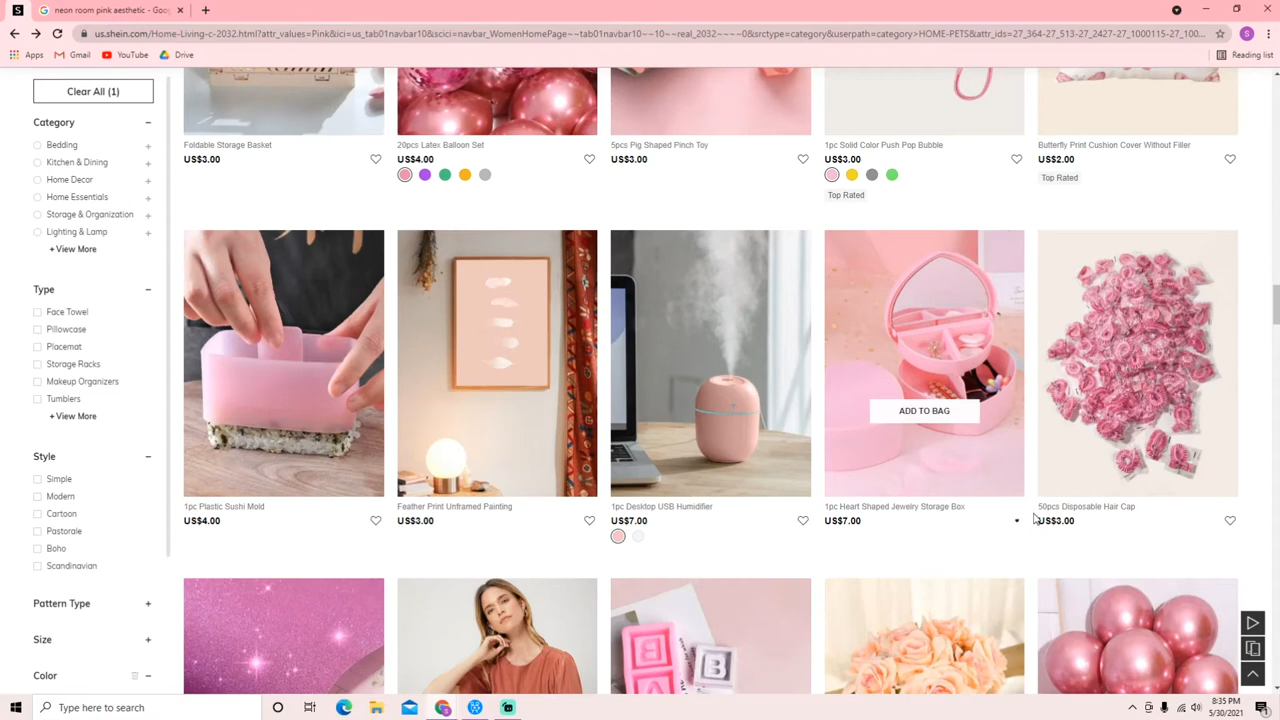 S neon room pink aesthetic - Goo
us.shein.com/Home-Living-c-2032.html?attr_values=Pink&ici=us_tab01navbar10&scici=navbar_WomenHomePage~~tab01navbar10~~10~~real_2032~~~~0&srctype=category&userpath=category>HOME-PETS&attr_ids=27_364-27_513-27_2427-27_1000115-27_100...
S
Apps Gmail YouTube Drive Reading list
Clear All (1)
Category
Bedding
Kitchen & Dining
Home Decor
Home Essentials
Storage & Organization
Lighting & Lamp
+ View More
Type
Face Towel
Pillowcase
Placemat
Storage Racks
Makeup Organizers
Tumblers
+ View More
Style
Simple
Modern
Cartoon
Pastorale
Boho
Scandinavian
Pattern Type
Size
Color
Foldable Storage Basket
US$3.00
20pcs Latex Balloon Set
US$4.00
5pcs Pig Shaped Pinch Toy
US$3.00
1pc Solid Color Push Pop Bubble
US$3.00
Top Rated
Butterfly Print Cushion Cover Without Filler
US$2.00
Top Rated
1pc Plastic Sushi Mold
US$4.00
Feather Print Unframed Painting
US$3.00
1pc Desktop USB Humidifier
US$7.00
ADD TO BAG
1pc Heart Shaped Jewelry Storage Box
US$7.00
50pcs Disposable Hair Cap
US$3.00
B
B
A
Type here to search
8:35 PM
5/30/2021
1